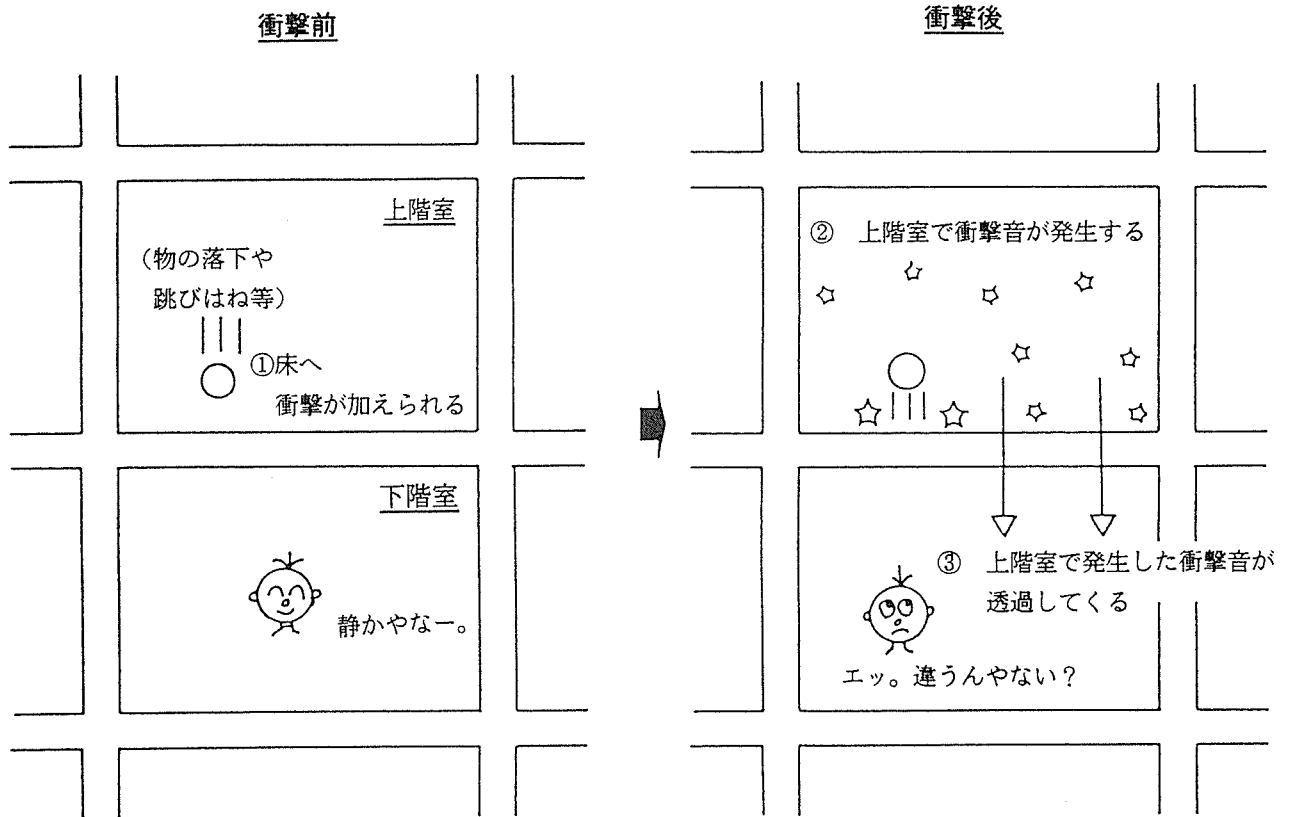 衝撃前
上階室
(物の落下や
跳びはね等)
①床へ
衝撃が加えられる
下階室
静かやなー。
衝撃後
② 上階室で衝撃音が発生する
③ 上階室で発生した衝撃音が
透過してくる
エッ。違うんやない?